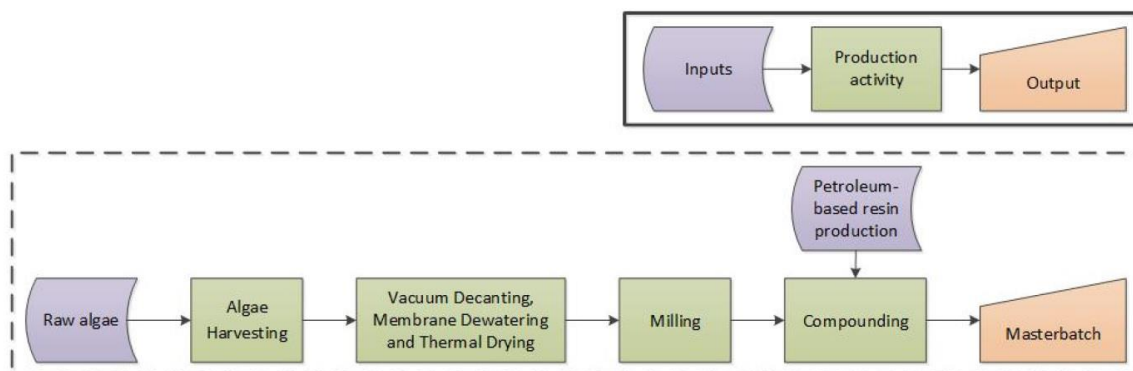 Inputs
Production
activity
Output
Petroleum-
based resin
production
Raw algae
Algae
Harvesting
Vacuum Decanting,
Membrane Dewatering
and Thermal Drying
Milling
Compounding
Masterbatch